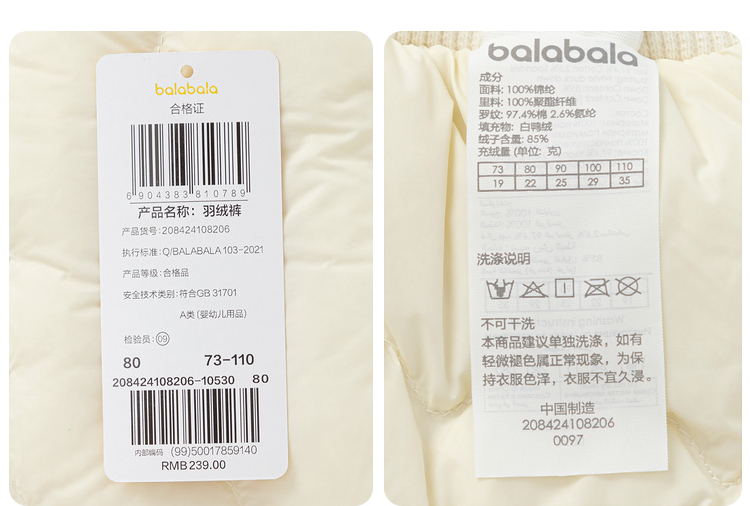 balabala
合格证
6 904383 810789
产品名称：羽绒裤
产品货号：208424108206
执行标准：Q/BALABALA 103-2021
产品等级：合格品
安全技术类别：符合GB 31701
A类 (婴幼儿用品)
检验员：09
80 73-110
208424108206-10530 80
内部编码 (99)50017859140
RMB239.00
balabala
成分
面料: 100%锦纶
里料: 100%聚酯纤维
罗纹: 97.4%棉 2.6%氨纶
填充物: 白鸭绒
绒子含量: 85%
充绒量 (单位: 克)
73 80 90 100 110
19 22 25 29 35
洗涤说明
不可干洗
本商品建议单独洗涤，如有
轻微褪色属正常现象，为保
持衣服色泽，衣服不宜久浸。
中国制造
208424108206
0097